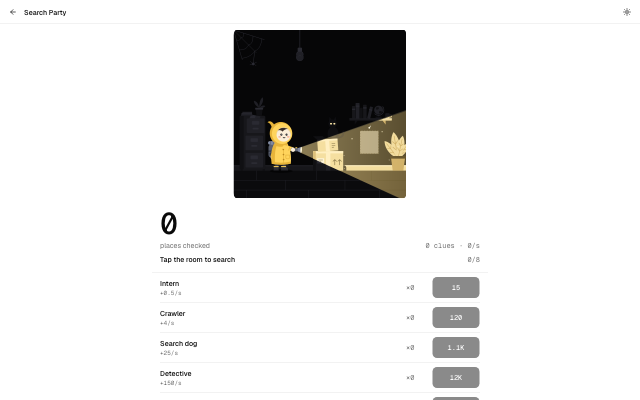 Search Party
0
places checked
0 clues · 0/s
Tap the room to search
0/8
Intern
+0.5/s
×0
15
Crawler
+4/s
×0
120
Search dog
+25/s
×0
1.1K
Detective
+150/s
×0
12K